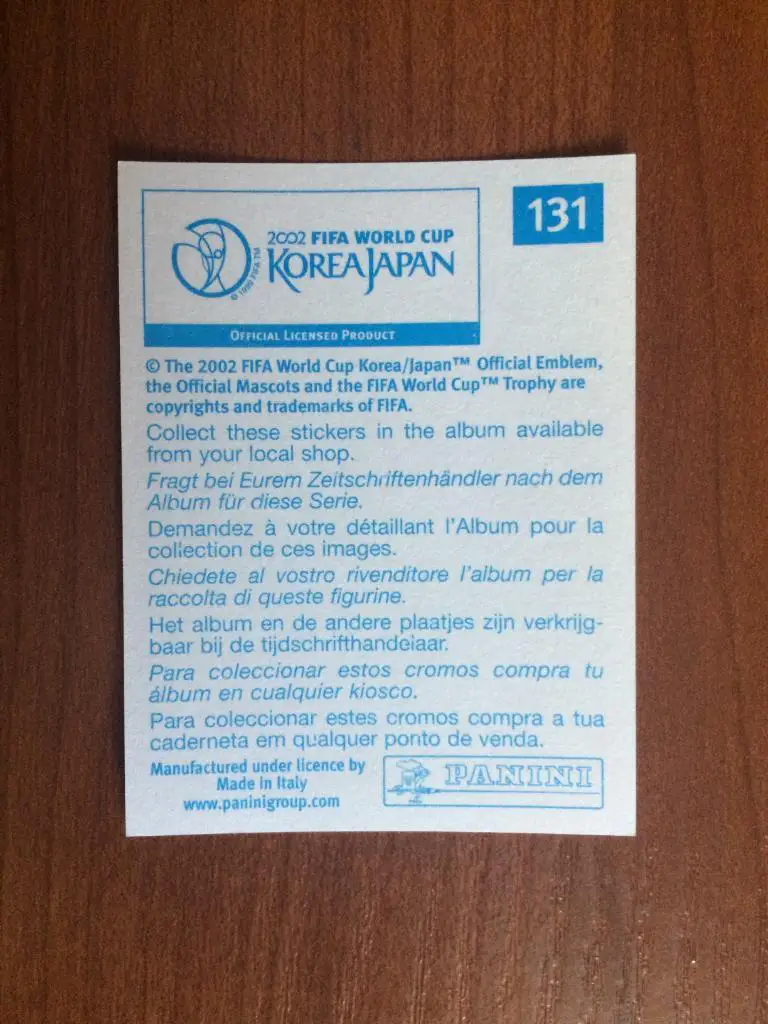 131
2002 FIFA WORLD CUP
KOREAJAPAN
© 1999 FIFA TM
OFFICIAL LICENSED PRODUCT
© The 2002 FIFA World Cup Korea/Japan™ Official Emblem,
the Official Mascots and the FIFA World Cup™ Trophy are
copyrights and trademarks of FIFA.
Collect these stickers in the album available
from your local shop.
Fragt bei Eurem Zeitschriftenhändler nach dem
Album für diese Serie.
Demandez à votre détaillant l'Album pour la
collection de ces images.
Chiedete al vostro rivenditore l'album per la
raccolta di queste figurine.
Het album en de andere plaatjes zijn verkrijg-
baar bij de tijdschrifthandelaar.
Para coleccionar estos cromos compra tu
álbum en cualquier kiosco.
Para coleccionar estes cromos compra a tua
caderneta em qualquer ponto de venda.
Manufactured under licence by
Made in Italy
www.paninigroup.com
PANINI